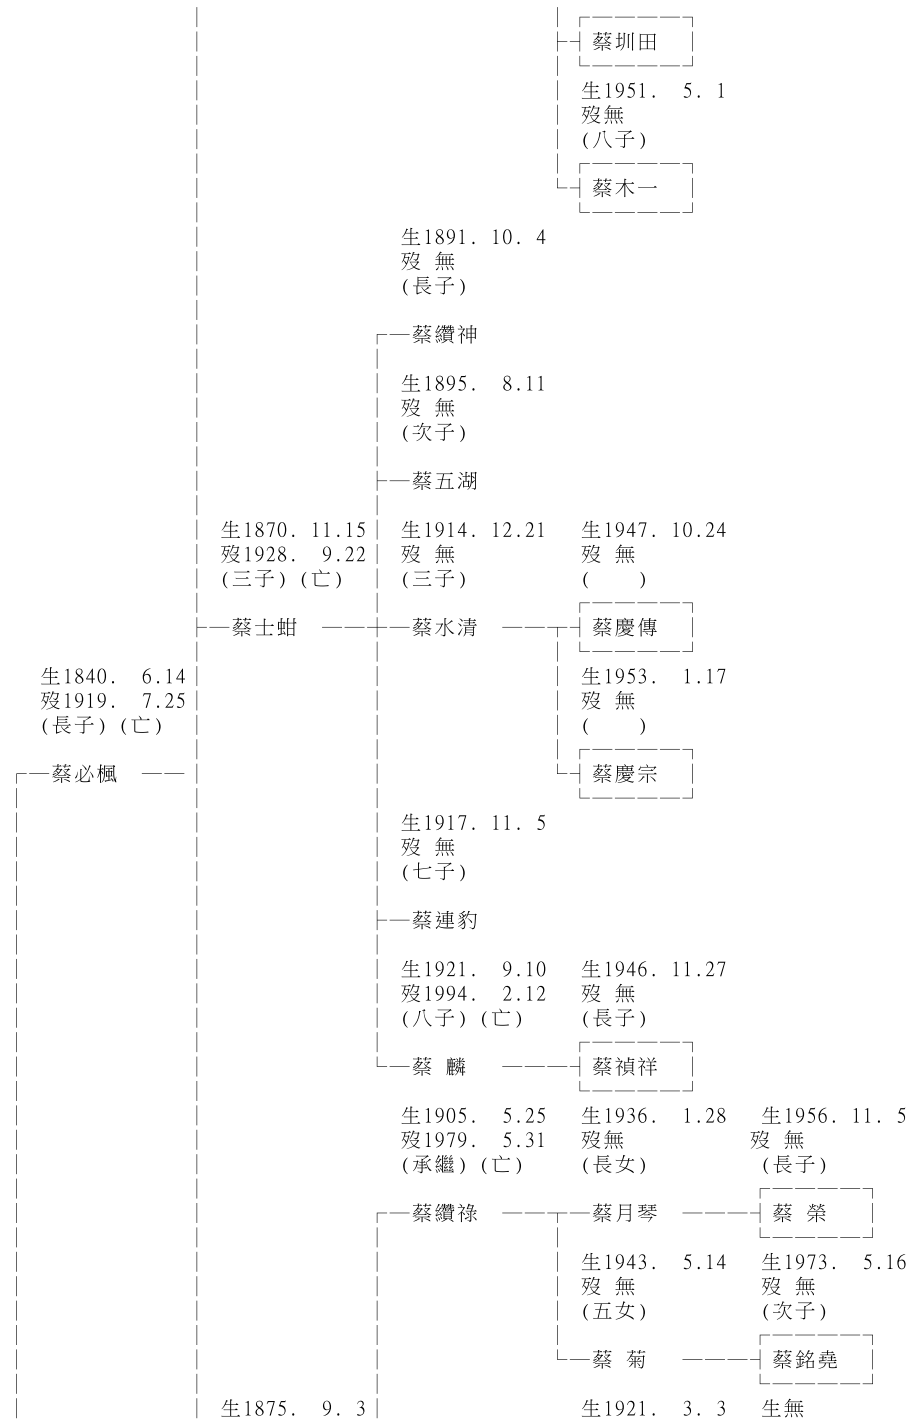 蔡圳田
生1951. 5. 1
歿無
(八子)
蔡木一
生1891. 10. 4
歿 無
(長子)
蔡纘神
生1895. 8.11
歿 無
(次子)
蔡五湖
生1870. 11.15 生1914. 12.21 生1947. 10.24
歿1928. 9.22 歿 無 歿 無
(三子)(亡) (三子) ( )
蔡士蚶 蔡水清 蔡慶傳
生1840. 6.14 生1953. 1.17
歿1919. 7.25 歿 無
(長子)(亡) ( )
蔡必楓 蔡慶宗
生1917. 11. 5
歿 無
(七子)
蔡連豹
生1921. 9.10 生1946. 11.27
歿1994. 2.12 歿 無
(八子)(亡) (長子)
蔡 麟 蔡禎祥
生1905. 5.25 生1936. 1.28 生1956. 11. 5
歿1979. 5.31 歿無 歿 無
(承繼)(亡) (長女) (長子)
蔡纘祿 蔡月琴 蔡 榮
生1943. 5.14 生1973. 5.16
歿 無 歿 無
(五女) (次子)
蔡 菊 蔡銘堯
生1875. 9. 3 生1921. 3. 3 生無